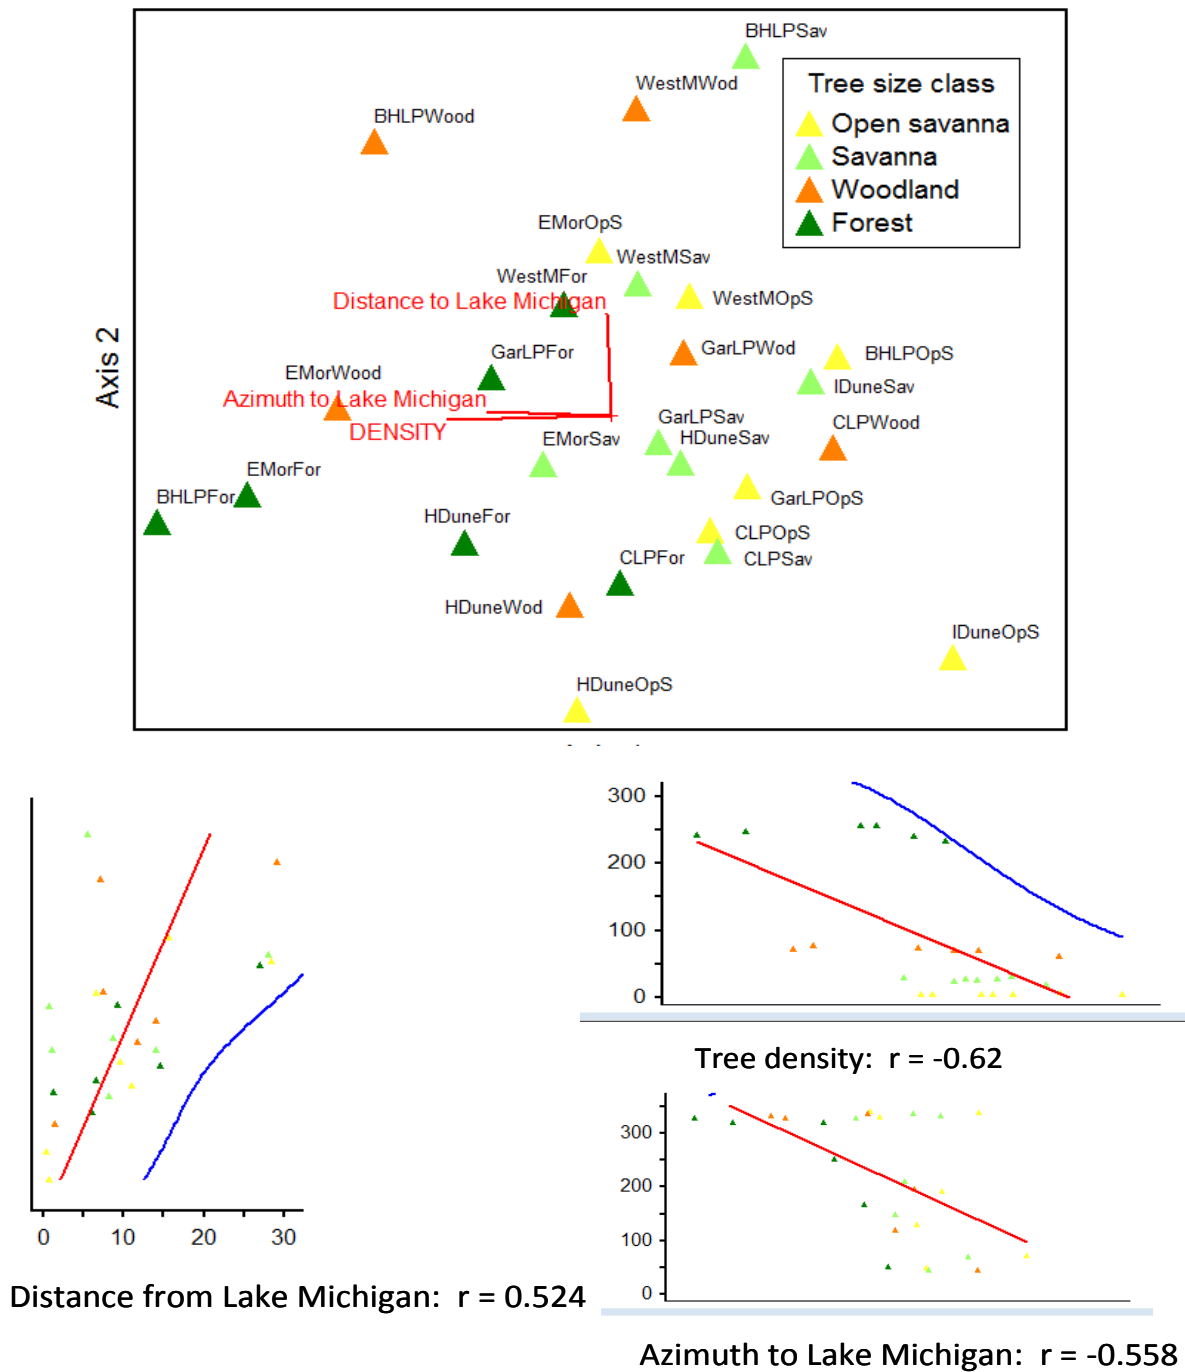 BHLPSav
WestMWod
Tree size class
BHLPWood
Open savanna
Savanna
Woodland
Forest
EMorOpS
WestMSav
WestMFor
Distance to Lake Michigan
WestMOpS
GarLPFor
GarLPWod
BHLPOpS
EMorWood
IDuneSav
Azimuth to Lake Michigan
GarLPSav
CLPWood
DENSITY
EMorSav
HDuneSav
EMorFor
BHLPFor
GarLPOpS
HDuneFor
CLPOpS
CLPFor
CLPSav
HDuneWod
IDuneOpS
HDuneOpS
Axis 2
300
200
100
0
Tree density: r = -0.62
0 10 20 30
Distance from Lake Michigan: r = 0.524
300
200
100
0
Azimuth to Lake Michigan: r = -0.558